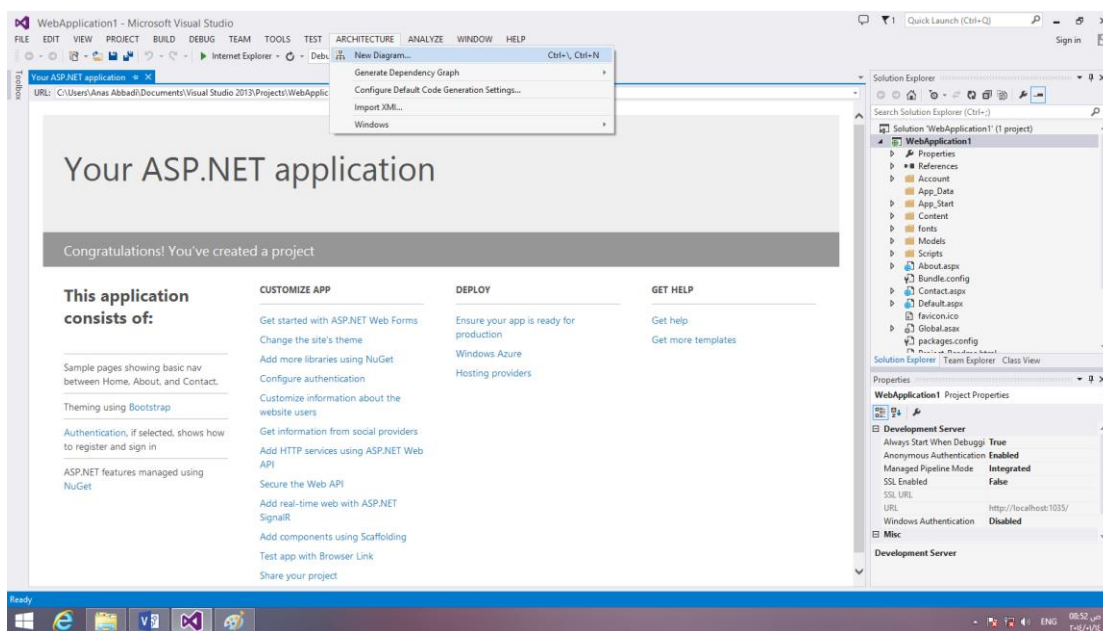 WebApplication1 - Microsoft Visual Studio
1
Quick Launch (Ctrl+Q)
FILE EDIT VIEW PROJECT BUILD DEBUG TEAM TOOLS TEST ARCHITECTURE ANALYZE WINDOW HELP
Sign in
Internet Explorer
Debu
New Diagram... Ctrl+\, Ctrl+N
Generate Dependency Graph
Configure Default Code Generation Settings...
Import XMI...
Windows
Toolbox
Your ASP.NET application
URL: C:\Users\Anas Abbadi\Documents\Visual Studio 2013\Projects\WebApplic
Your ASP.NET application
Congratulations! You've created a project
This application
consists of:
Sample pages showing basic nav
between Home, About, and Contact.
Theming using Bootstrap
Authentication, if selected, shows how
to register and sign in
ASP.NET features managed using
NuGet
CUSTOMIZE APP
Get started with ASP.NET Web Forms
Change the site's theme
Add more libraries using NuGet
Configure authentication
Customize information about the
website users
Get information from social providers
Add HTTP services using ASP.NET Web
API
Secure the Web API
Add real-time web with ASP.NET
SignalR
Add components using Scaffolding
Test app with Browser Link
Share your project
DEPLOY
Ensure your app is ready for
production
Windows Azure
Hosting providers
GET HELP
Get help
Get more templates
Solution Explorer
Search Solution Explorer (Ctrl+;)
Solution 'WebApplication1' (1 project)
WebApplication1
Properties
References
Account
App_Data
App_Start
Content
fonts
Models
Scripts
About.aspx
Bundle.config
Contact.aspx
Default.aspx
favicon.ico
Global.asax
packages.config
Solution Explorer Team Explorer Class View
Properties
WebApplication1 Project Properties
Development Server
Always Start When Debuggi True
Anonymous Authentication Enabled
Managed Pipeline Mode Integrated
SSL Enabled False
SSL URL
URL http://localhost:1035/
Windows Authentication Disabled
Misc
Development Server
Ready
ENG
08:52 ص